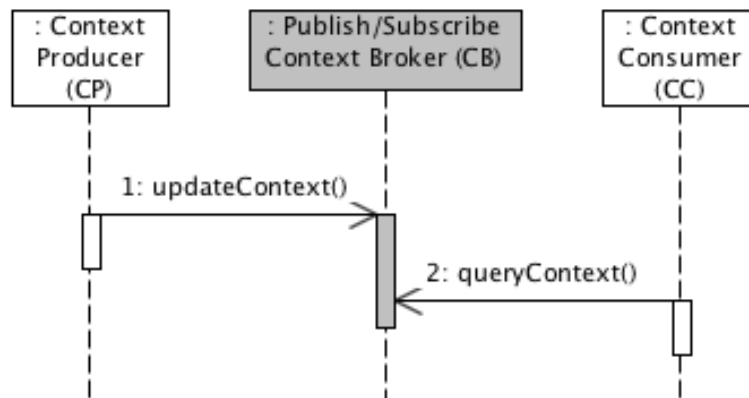 : Context
Producer
(CP)
: Publish/Subscribe
Context Broker (CB)
: Context
Consumer
(CC)
1: updateContext()
2: queryContext()